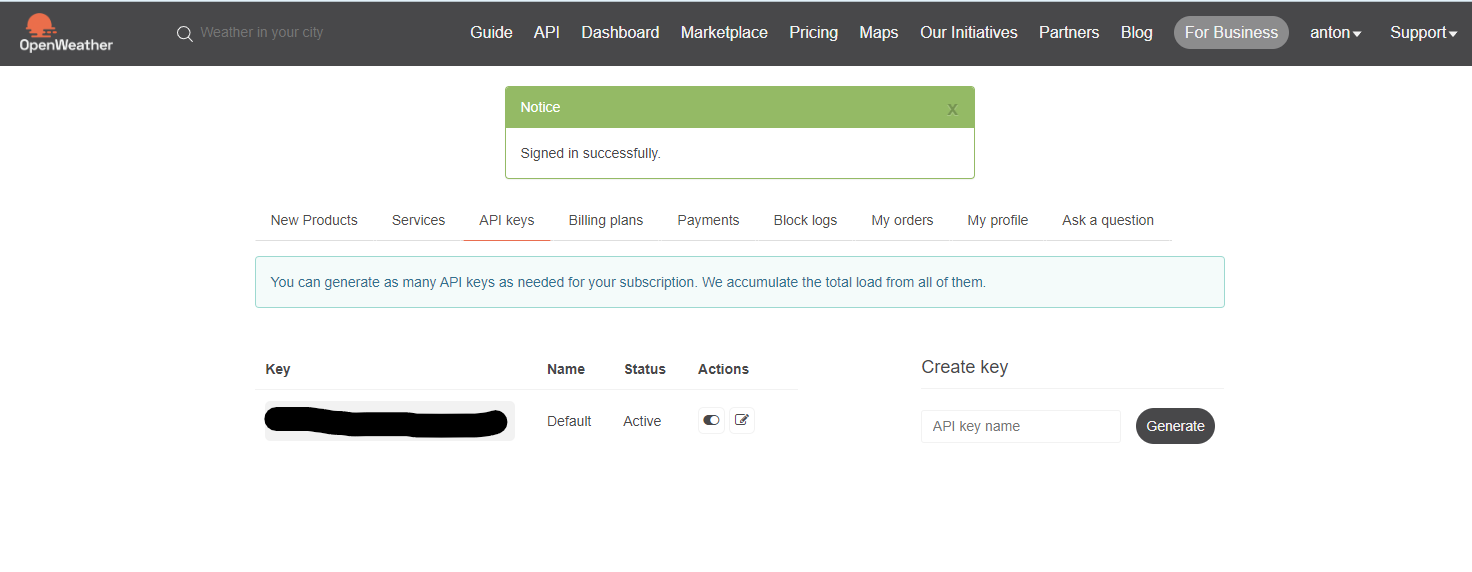 OpenWeather
Weather in your city
Guide API Dashboard Marketplace Pricing Maps Our Initiatives Partners Blog For Business anton Support
Notice x
Signed in successfully.
New Products Services API keys Billing plans Payments Block logs My orders My profile Ask a question
You can generate as many API keys as needed for your subscription. We accumulate the total load from all of them.
Key Name Status Actions
Default Active
Create key
API key name Generate